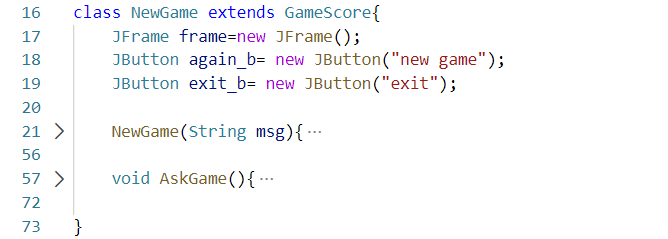 16 class NewGame extends GameScore{
17 JFrame frame=new JFrame();
18 JButton again_b= new JButton("new game");
19 JButton exit_b= new JButton("exit");
20
21 > NewGame(String msg){ ⋯
56
57 > void AskGame(){ ⋯
72
73 }